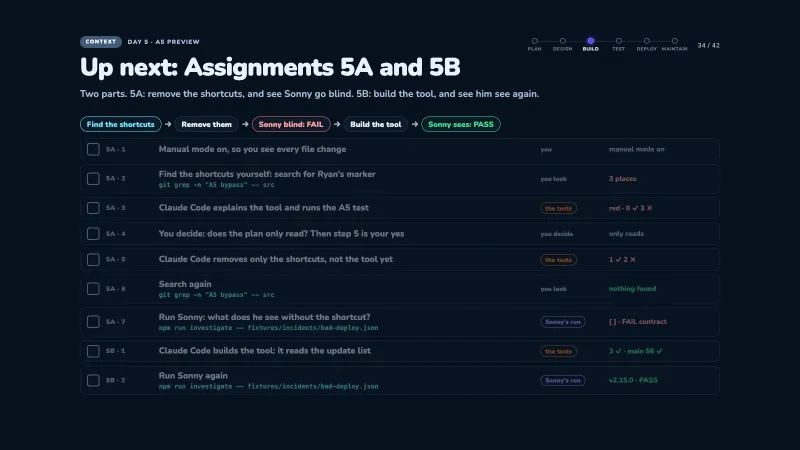 CONTEXT DAY 5 · A5 PREVIEW
PLAN DESIGN BUILD TEST DEPLOY MAINTAIN
34 / 42
Up next: Assignments 5A and 5B
Two parts. 5A: remove the shortcuts, and see Sonny go blind. 5B: build the tool, and see him see again.
Find the shortcuts → Remove them → Sonny blind: FAIL → Build the tool → Sonny sees: PASS
5A · 1 Manual mode on, so you see every file change you manual mode on
5A · 2 Find the shortcuts yourself: search for Ryan's marker you look 3 places
git grep -n "A5 bypass" -- src
5A · 3 Claude Code explains the tool and runs the A5 test the tests red · 0 ✓ 3 ✕
5A · 4 You decide: does the plan only read? Then step 5 is your yes you decide only reads
5A · 5 Claude Code removes only the shortcuts, not the tool yet the tests 1 ✓ 2 ✕
5A · 6 Search again you look nothing found
git grep -n "A5 bypass" -- src
5A · 7 Run Sonny: what does he see without the shortcut? Sonny's run [ ] · FAIL contract
npm run investigate -- fixtures/incidents/bad-deploy.json
5B · 1 Claude Code builds the tool: it reads the update list the tests 3 ✓ · main 56 ✓
5B · 2 Run Sonny again Sonny's run v2.15.0 · PASS
npm run investigate -- fixtures/incidents/bad-deploy.json